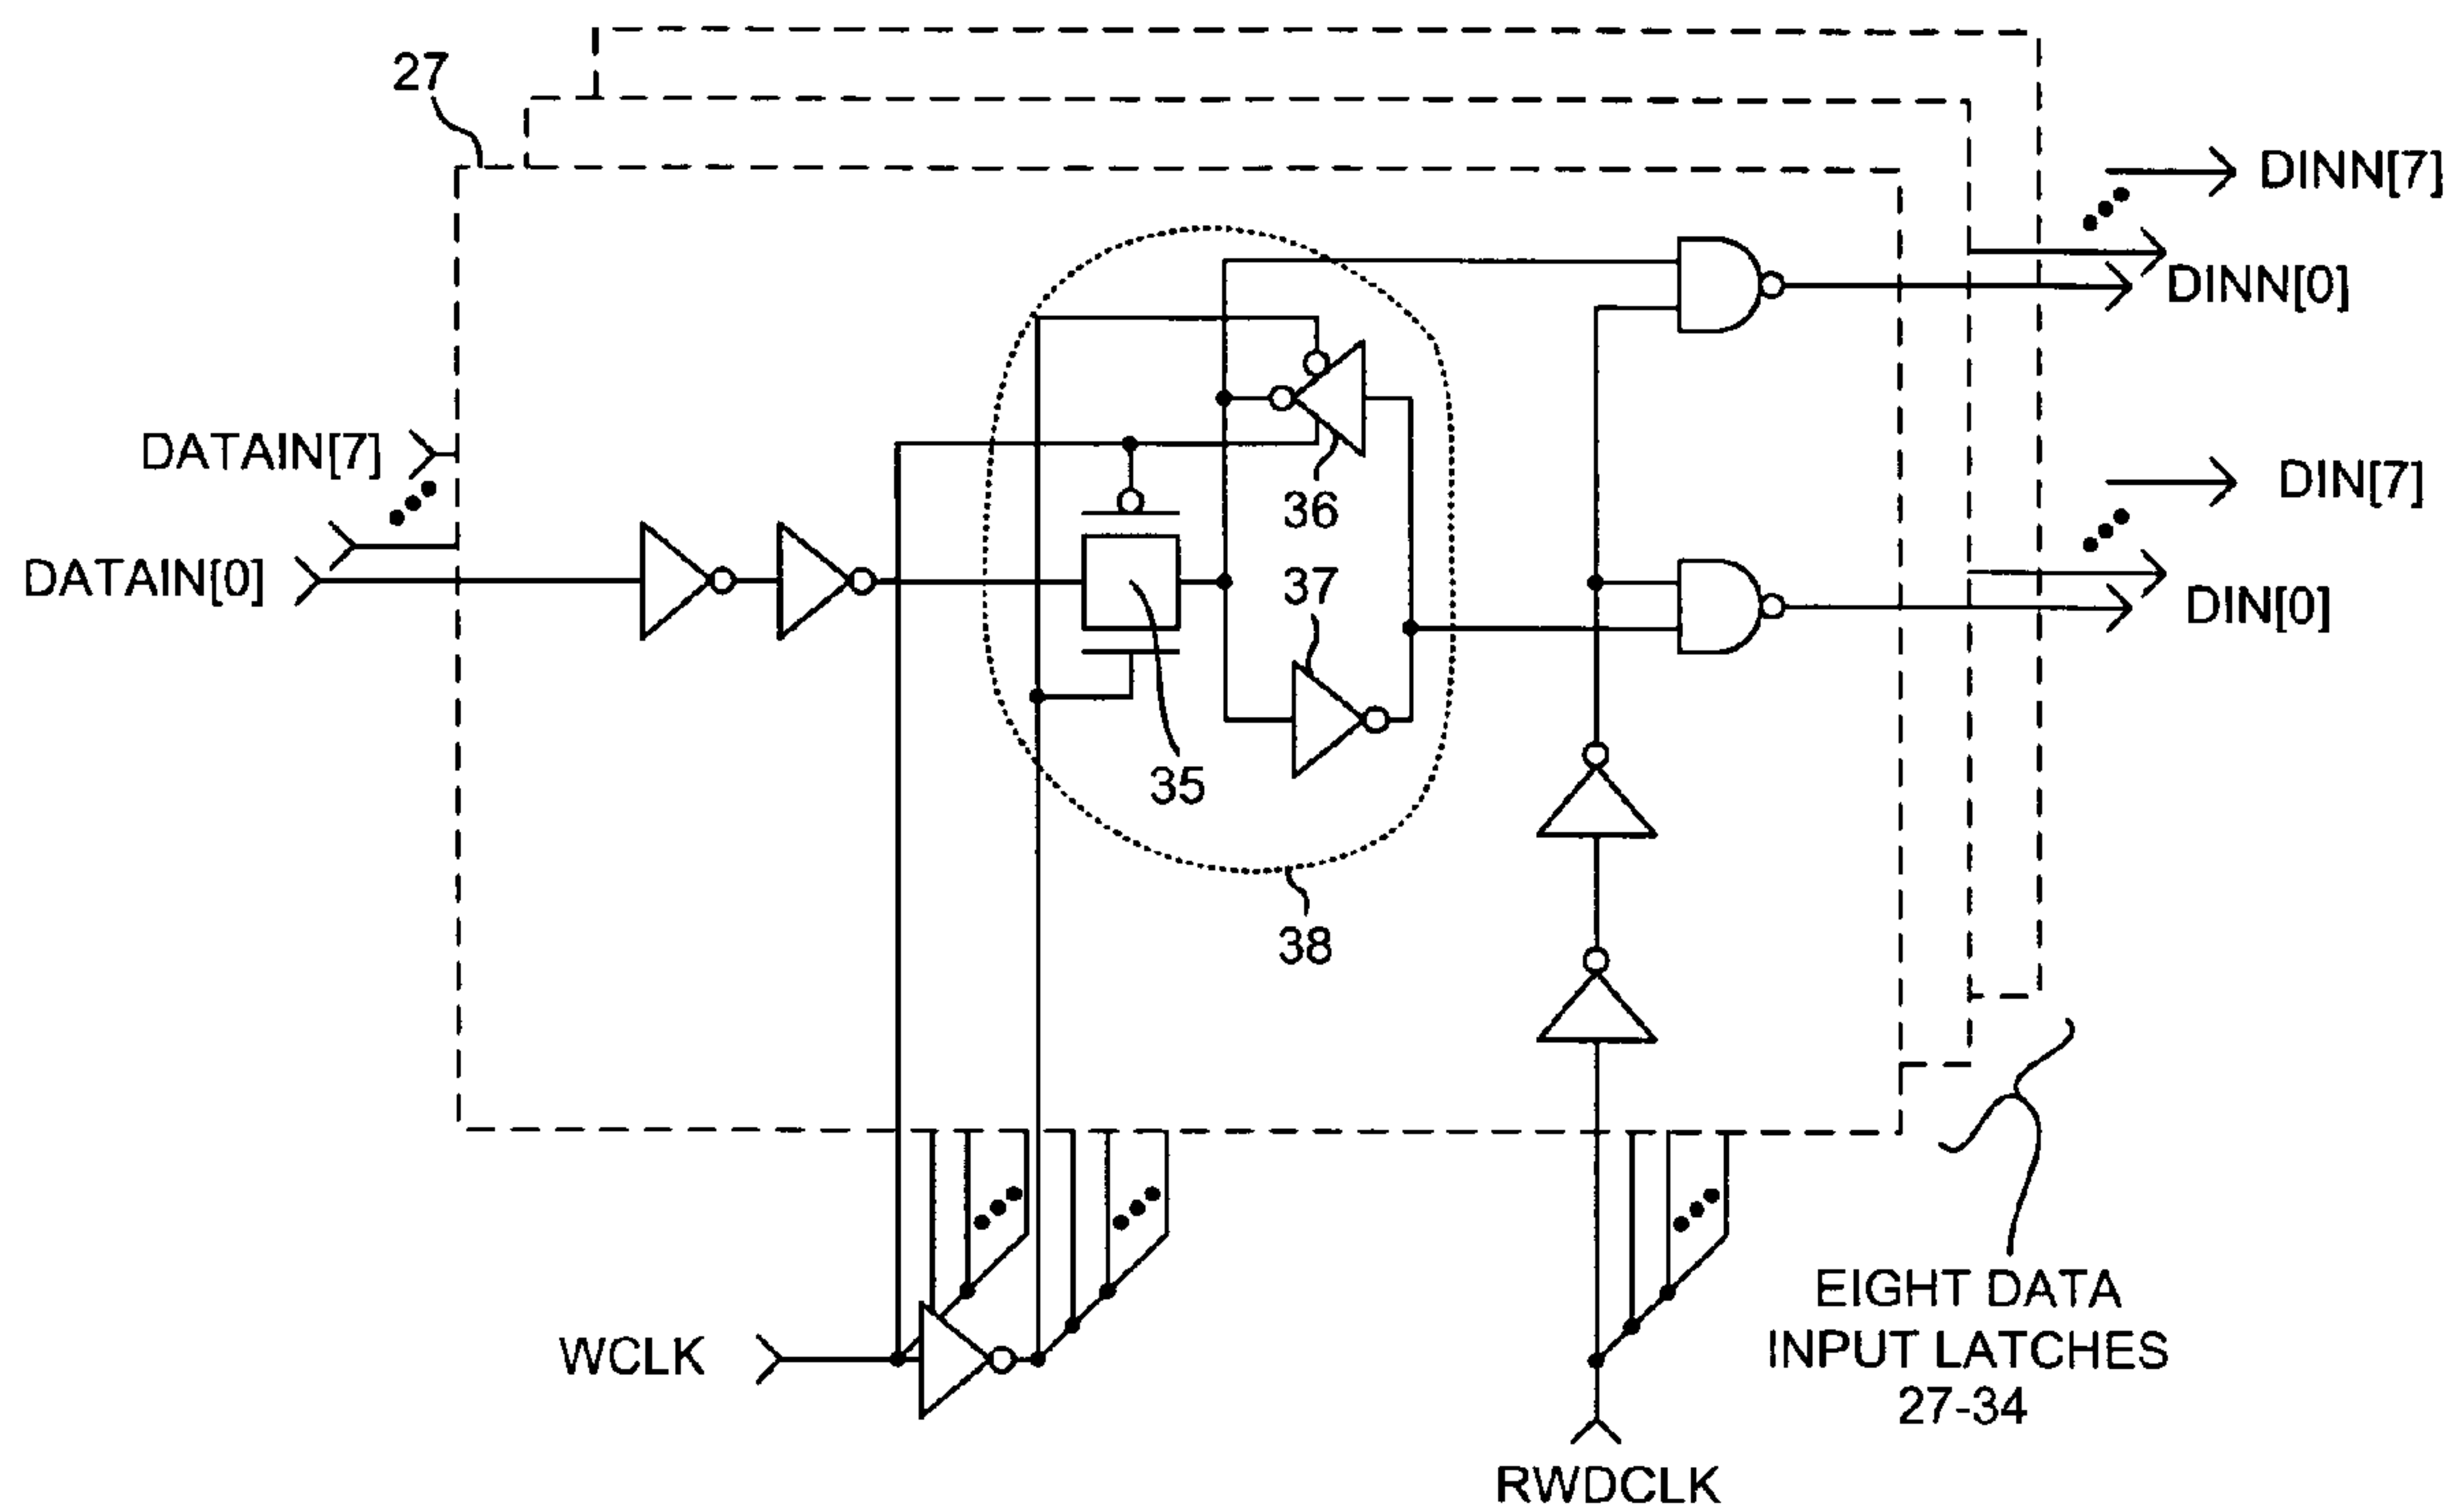 27
DINN[7]
DINN[0]
DATAIN[7]
DIN[7]
36
DATAIN[0]
37
DIN[0]
35
38
EIGHT DATA
INPUT LATCHES
27-34
WCLK
RWDCLK